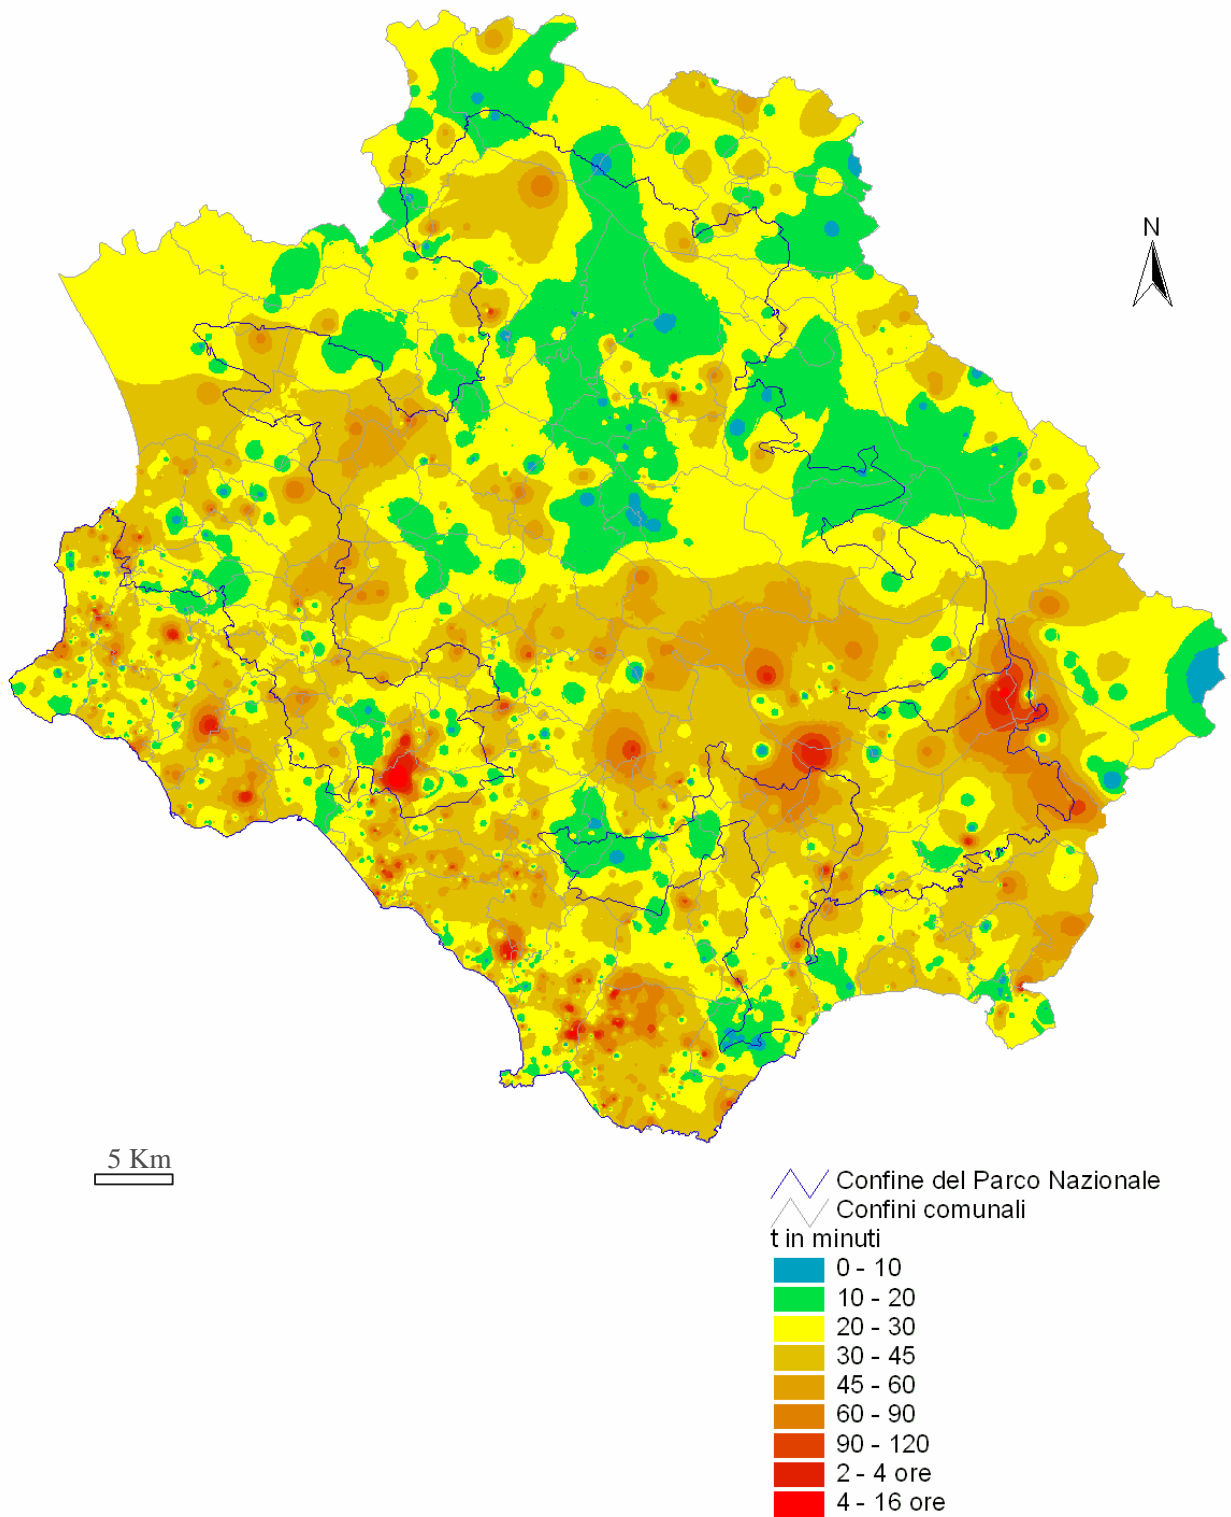 N
5 Km
Confine del Parco Nazionale
Confini comunali
t in minuti
0 - 10
10 - 20
20 - 30
30 - 45
45 - 60
60 - 90
90 - 120
2 - 4 ore
4 - 16 ore